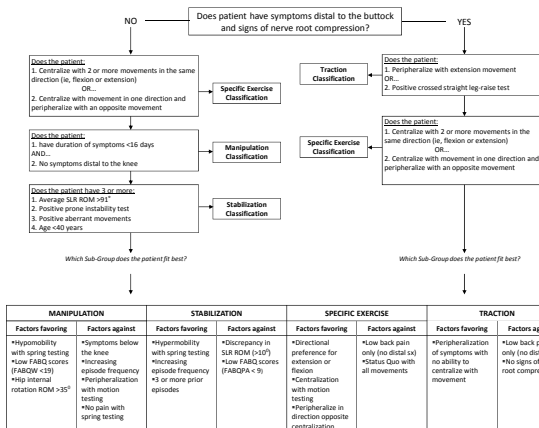 NO
Does patient have symptoms distal to the buttock
and signs of nerve root compression?
YES
Does the patient:
1. Centralize with 2 or more movements in the same
direction (ie, flexion or extension)
OR…
2. Centralize with movement in one direction and
peripheralize with an opposite movement
Specific Exercise
Classification
Does the patient:
1. have duration of symptoms <16 days
AND…
2. No symptoms distal to the knee
Manipulation
Classification
Does the patient have 3 or more:
1. Average SLR ROM >91°
2. Positive prone instability test
3. Positive aberrant movements
4. Age <40 years
Stabilization
Classification
Which Sub-Group does the patient fit best?
Traction
Classification
Does the patient:
1. Peripheralize with extension movement
OR…
2. Positive crossed straight leg-raise test
Specific Exercise
Classification
Does the patient:
1. Centralize with 2 or more movements in the
same direction (ie, flexion or extension)
OR…
2. Centralize with movement in one direction and
peripheralize with an opposite movement
Which Sub-Group does the patient fit best?
MANIPULATION
Factors favoring
Factors against
•Hypomobility
with spring testing
•Low FABQ scores
(FABQW <19)
•Hip internal
rotation ROM >35⁰
•Symptoms below
the knee
•Increasing
episode frequency
•Peripheralization
with motion
testing
•No pain with
spring testing
STABILIZATION
Factors favoring
Factors against
•Hypermobility
with spring testing
•Increasing
episode frequency
•3 or more prior
episodes
•Discrepancy in
SLR ROM (>10⁰)
•Low FABQ scores
(FABQPA < 9)
SPECIFIC EXERCISE
Factors favoring
Factors against
•Directional
preference for
extension or
flexion
•Centralization
with motion
testing
•Peripheralize in
direction opposite
centralization
•Low back pain
only (no distal sx)
•Status Quo with
all movements
TRACTION
Factors favoring
Factors aga
•Peripheralization
of symptoms with
no ability to
centralize with
movement
•Low back p
only (no dist
•No signs of
root compre